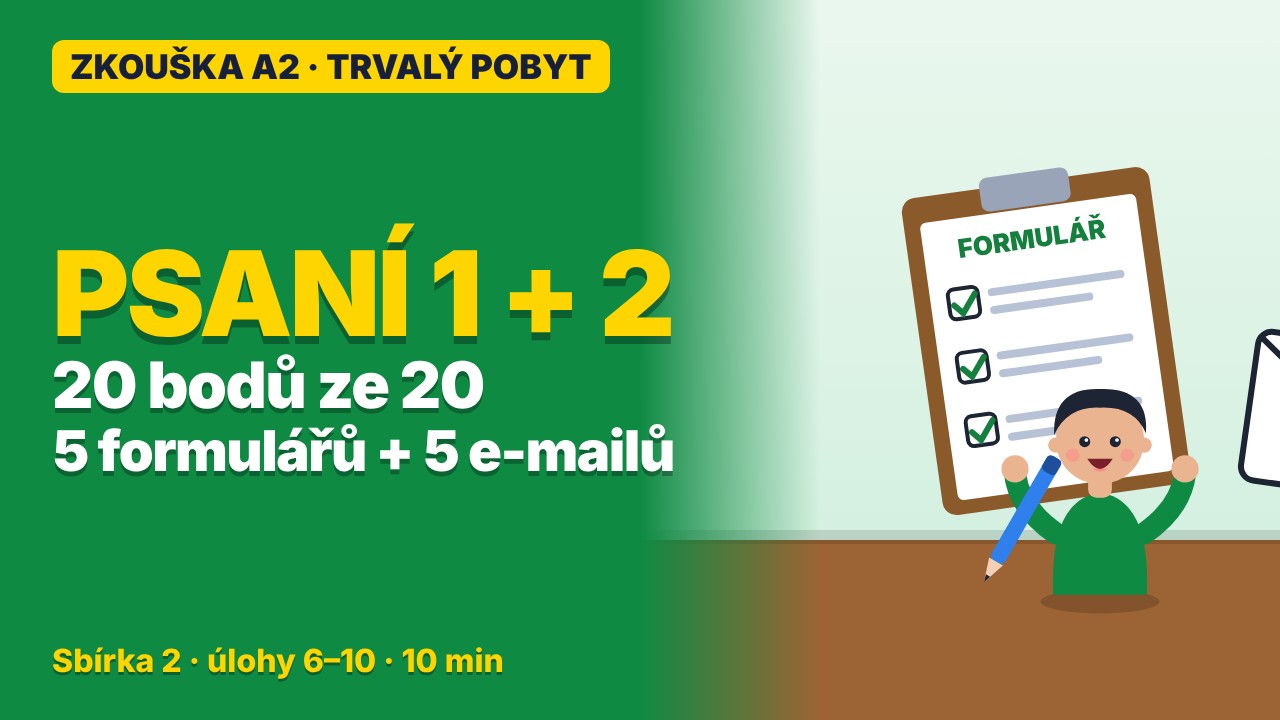 ZKOUŠKA A2 · TRVALÝ POBYT
PSANÍ 1 + 2
20 bodů ze 20
5 formulářů + 5 e-mailů
Sbírka 2 · úlohy 6–10 · 10 min
FORMULÁŘ